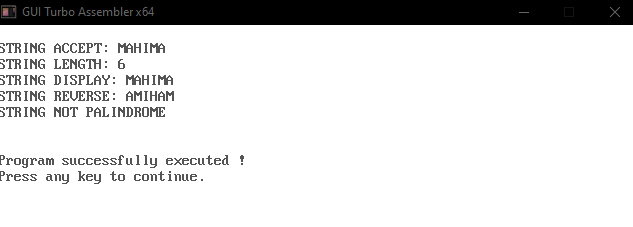 GUI Turbo Assembler x64
STRING ACCEPT: MAHIMA
STRING LENGTH: 6
STRING DISPLAY: MAHIMA
STRING REVERSE: AMIHAM
STRING NOT PALINDROME
Program successfully executed !
Press any key to continue.